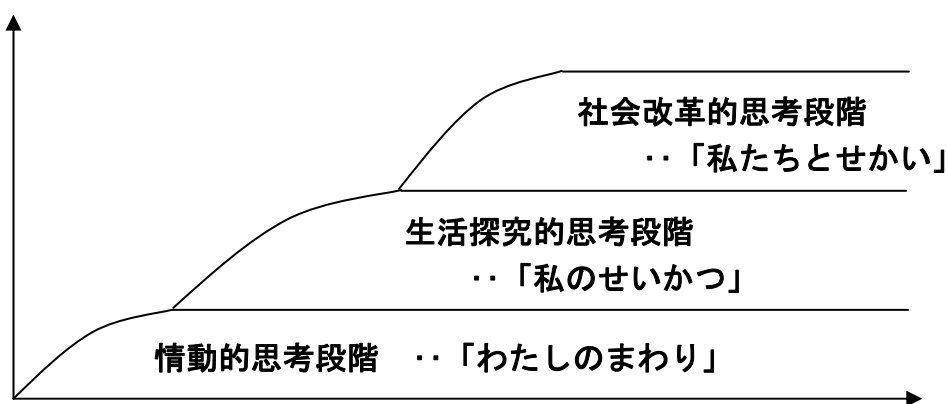 社会改革的思考段階
‥「私たちとせかい」
生活探究的思考段階
‥「私のせいかつ」
情動的思考段階　‥「わたしのまわり」